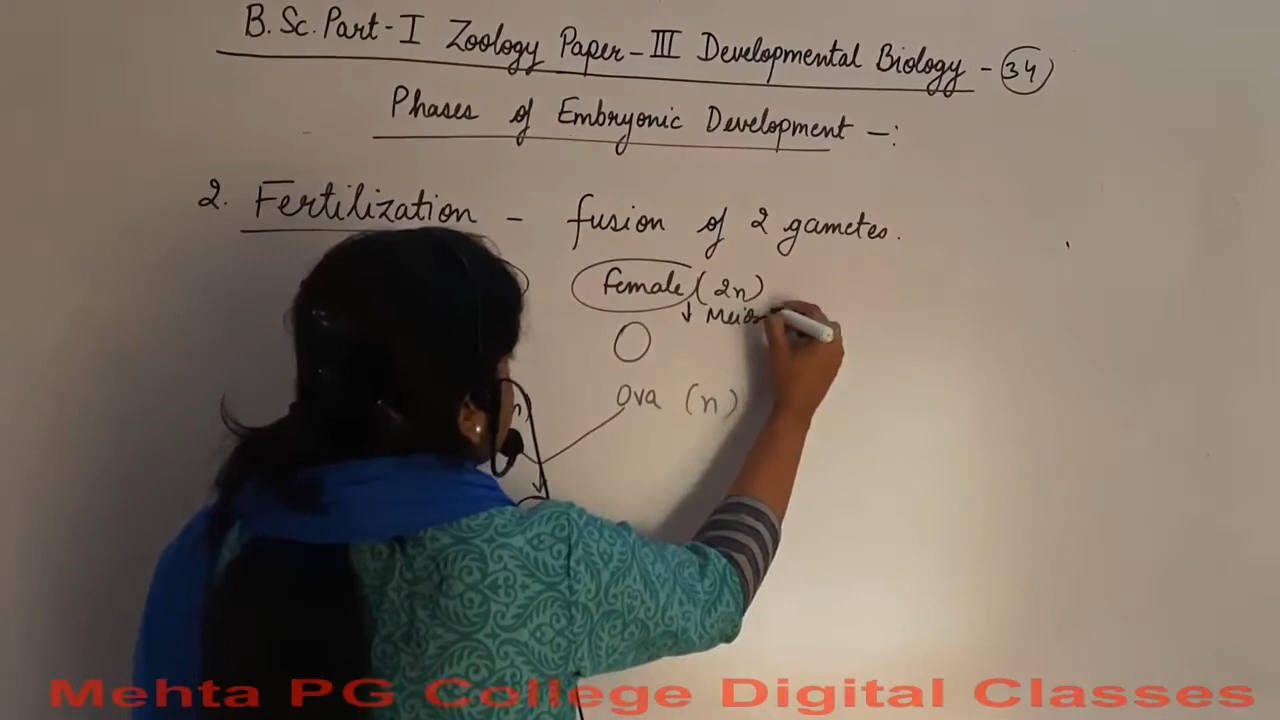 B.Sc. Part-I Zoology Paper-III Developmental Biology - 34
Phases of Embryonic Development -:
2. Fertilization - fusion of 2 gametes.
Female (2n)
↓ Meios
Ova (n)
n)
Mehta PG College Digital Classes